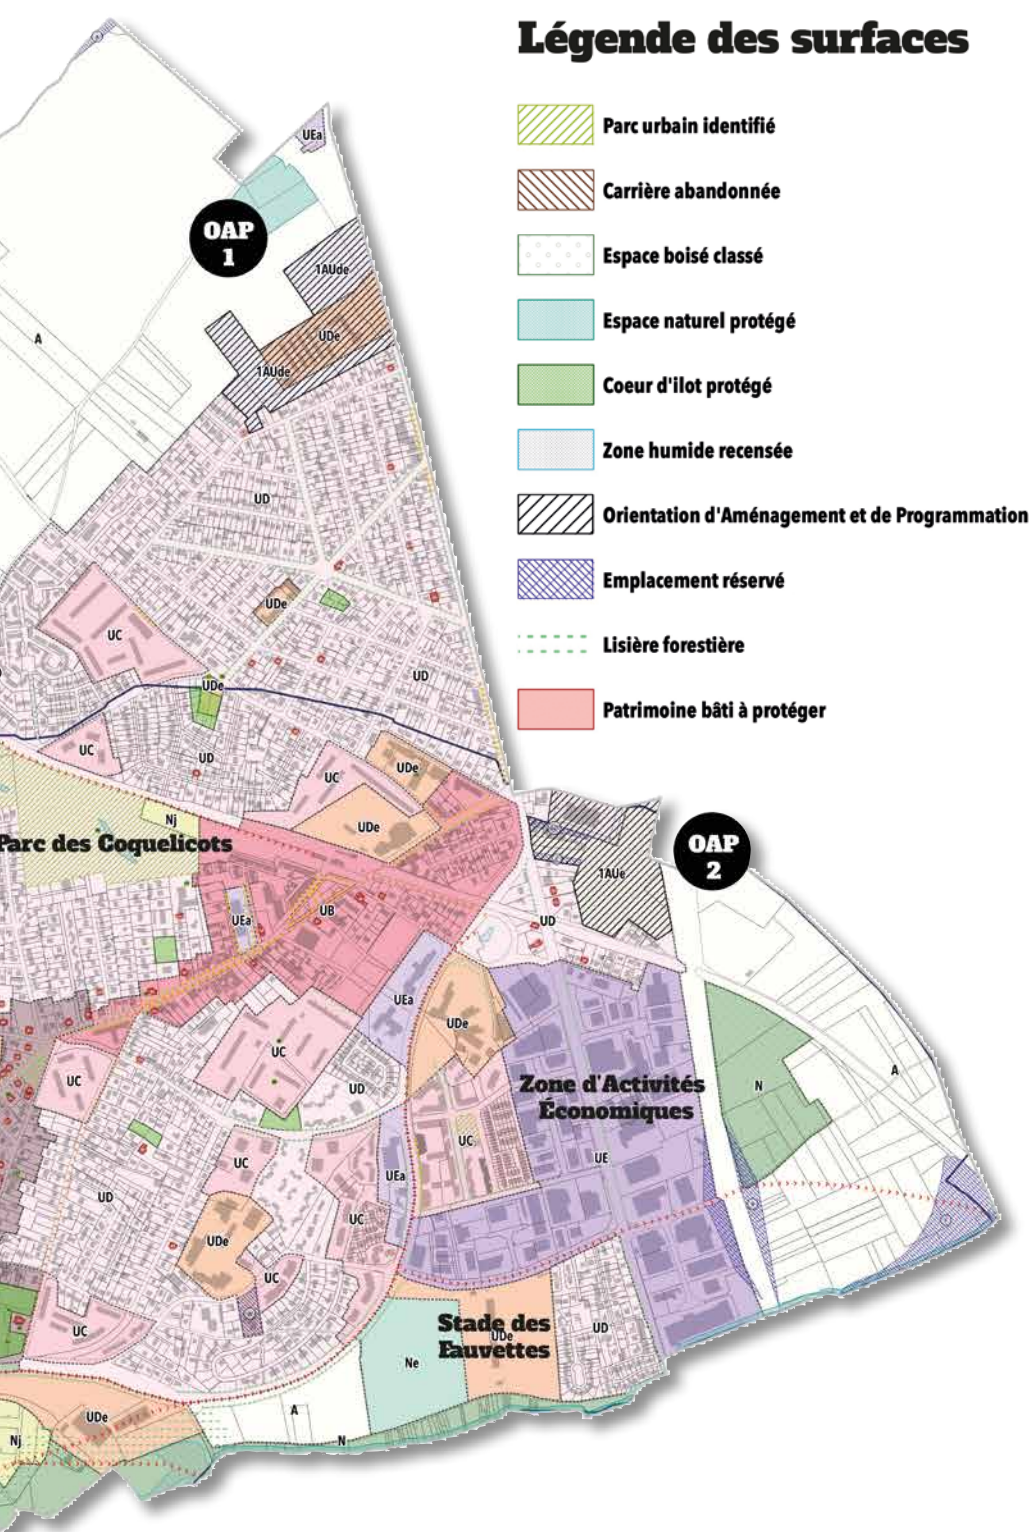 Légende des surfaces
Parc urbain identifié
Carrière abandonnée
Espace boisé classé
Espace naturel protégé
Coeur d'ilot protégé
Zone humide recensée
Orientation d'Aménagement et de Programmation
Emplacement réservé
Lisière forestière
Patrimoine bâti à protéger
UEa
OAP
1
1AUde
A
UDe
1AUde
UD
UDe
UC
UD
UDe
UC
UD
UC
UDe
Nj
UDe
Parc des Coquelicots
OAP
2
1AUe
UEa
UB
UD
UEa
UDe
UC
UC
UD
Zone d'Activités
Économiques
N
A
UC
UC
UEa
UE
UD
UC
UDe
UC
UC
Stade des
UDe
Fauvettes
UD
Ne
A
UDe
Nj
N